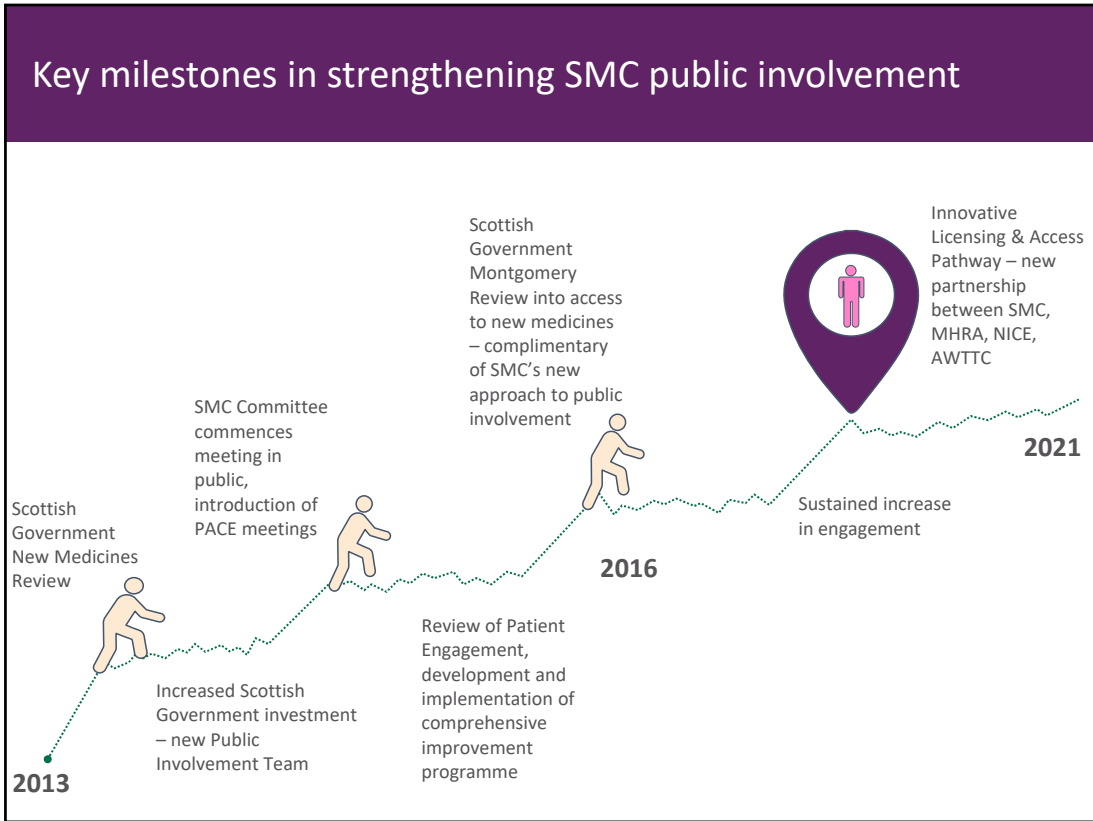 Key milestones in strengthening SMC public involvement
Scottish
Government
New Medicines
Review
2013
Increased Scottish
Government investment
– new Public
Involvement Team
SMC Committee
commences
meeting in
public,
introduction of
PACE meetings
Review of Patient
Engagement,
development and
implementation of
comprehensive
improvement
programme
Scottish
Government
Montgomery
Review into access
to new medicines
– complimentary
of SMC’s new
approach to public
involvement
2016
Sustained increase
in engagement
Innovative
Licensing & Access
Pathway – new
partnership
between SMC,
MHRA, NICE,
AWTTC
2021